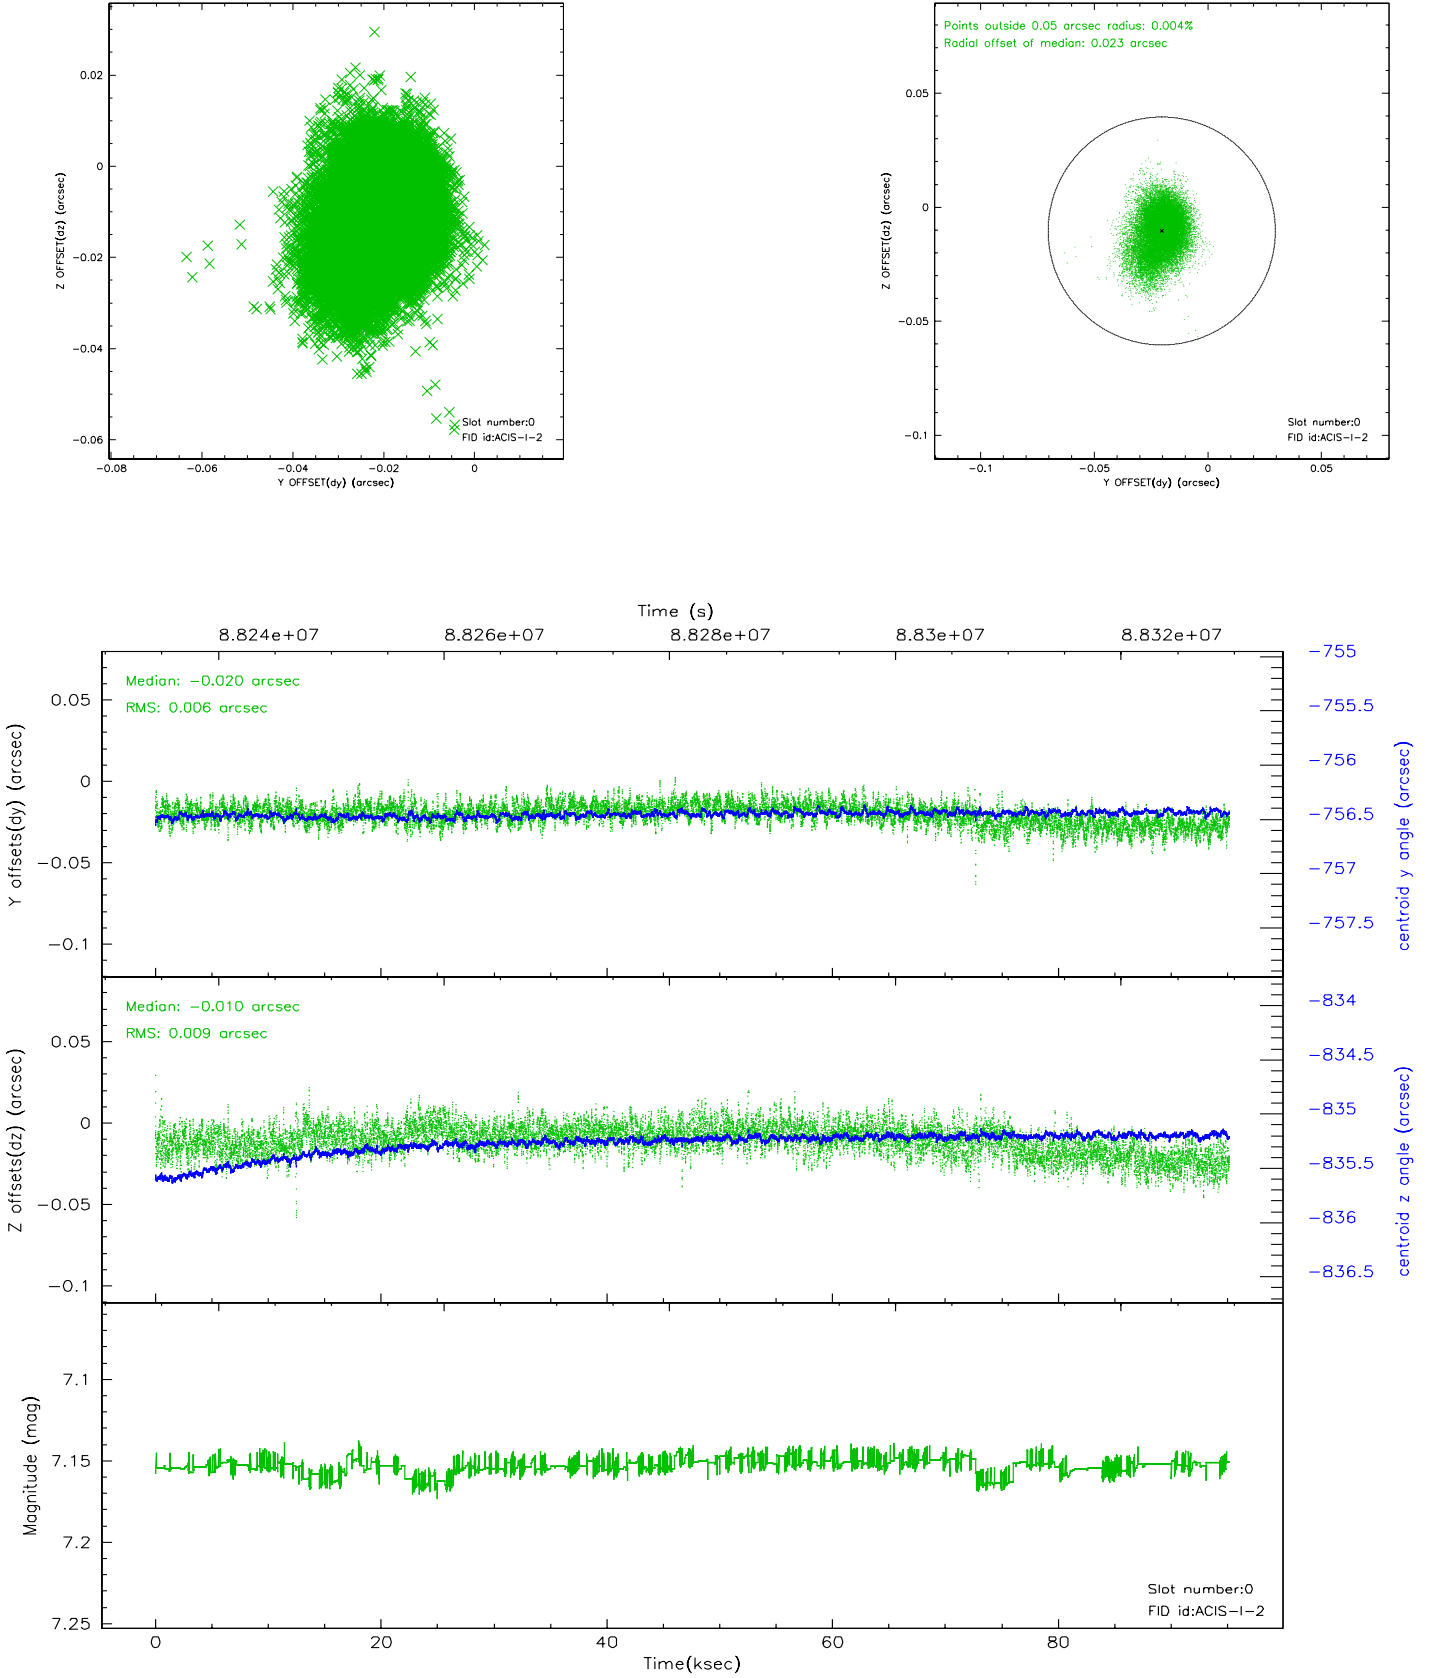 0.02
0
-0.02
-0.04
-0.06
Z OFFSET(dz) (arcsec)
Slot number:0
FID id:ACIS-I-2
-0.08
-0.06
-0.04
-0.02
0
Y OFFSET(dy) (arcsec)
Points outside 0.05 arcsec radius: 0.004%
Radial offset of median: 0.023 arcsec
0.05
0
-0.05
-0.1
Z OFFSET(dz) (arcsec)
Slot number:0
FID id:ACIS-I-2
-0.1
-0.05
0
0.05
Y OFFSET(dy) (arcsec)
Time (s)
8.824e+07
8.826e+07
8.828e+07
8.83e+07
8.832e+07
Median: -0.020 arcsec
RMS: 0.006 arcsec
0.05
0
-0.05
-0.1
Y offsets(dy) (arcsec)
-755
-755.5
-756
-756.5
-757
-757.5
centroid y angle (arcsec)
Median: -0.010 arcsec
RMS: 0.009 arcsec
0.05
0
-0.05
-0.1
Z offsets(dz) (arcsec)
-834
-834.5
-835
-835.5
-836
-836.5
centroid z angle (arcsec)
7.1
7.15
7.2
7.25
Magnitude (mag)
Slot number:0
FID id:ACIS-I-2
0
20
40
60
80
Time(ksec)